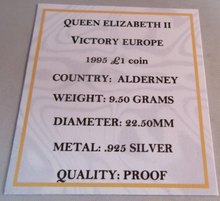 QUEEN ELIZABETH II
VICTORY EUROPE
1995 £1 COIN
COUNTRY: ALDERNEY
WEIGHT: 9.50 GRAMS
DIAMETER: 22.50MM
METAL: .925 SILVER
QUALITY: PROOF